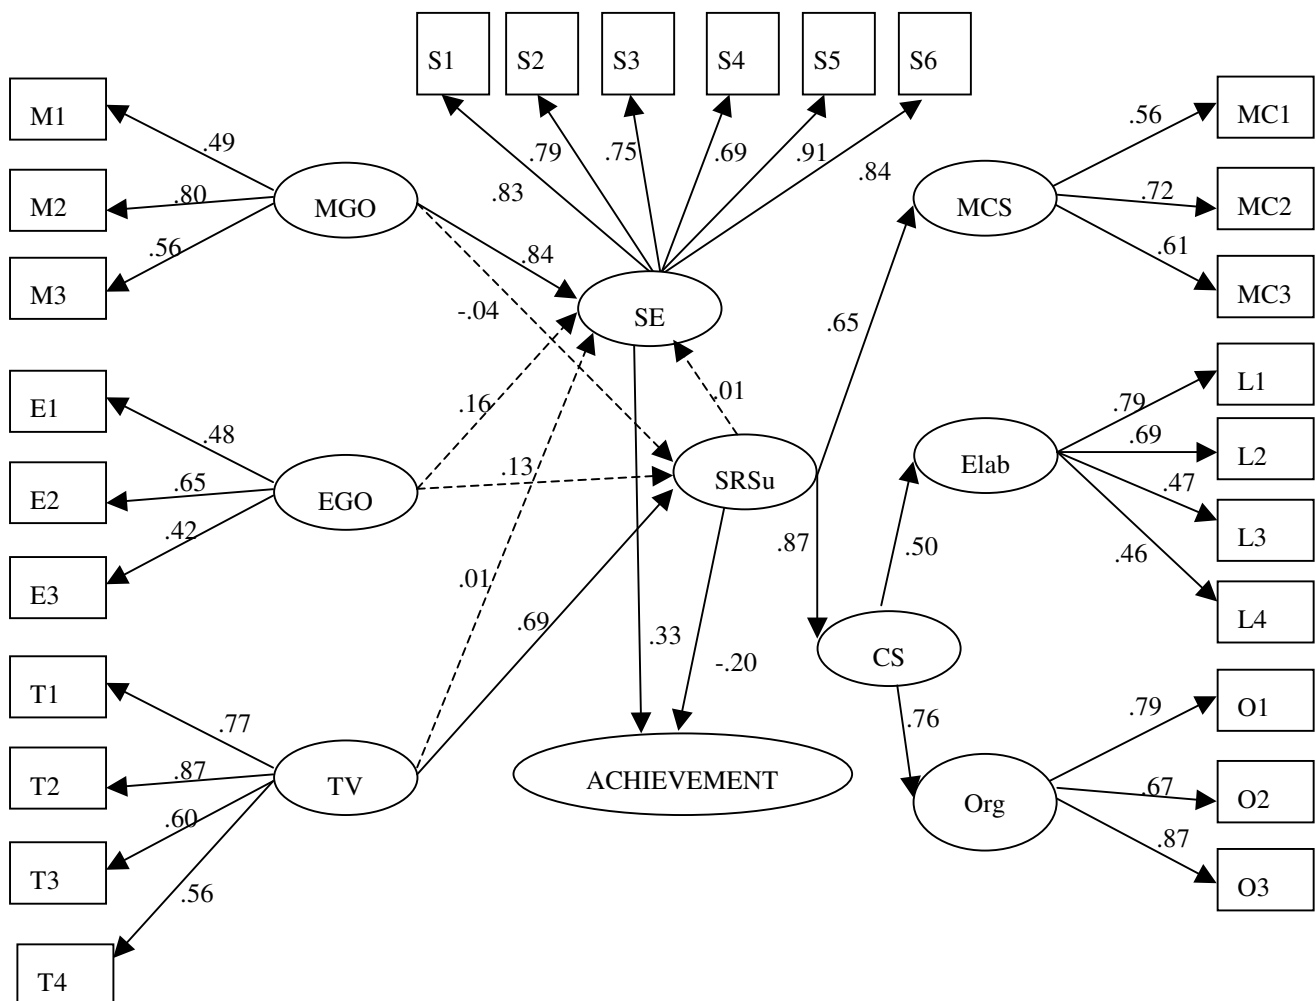 S1 S2 S3 S4 S5 S6
M1
.49
.79
.75
.69
.91
.56
MC1
M2
.80
MGO
.83
.84
MCS
.72
MC2
M3
.56
.84
.61
MC3
-.04
SE
.65
E1
.48
.16
.01
.79
L1
E2
.65
EGO
.13
SRSu
Elab
.69
L2
E3
.42
.87
.50
.47
L3
.01
.69
.46
L4
.33
-.20
CS
T1
.77
.76
.79
O1
T2
.87
TV
ACHIEVEMENT
Org
.67
O2
T3
.60
.87
O3
.56
T4